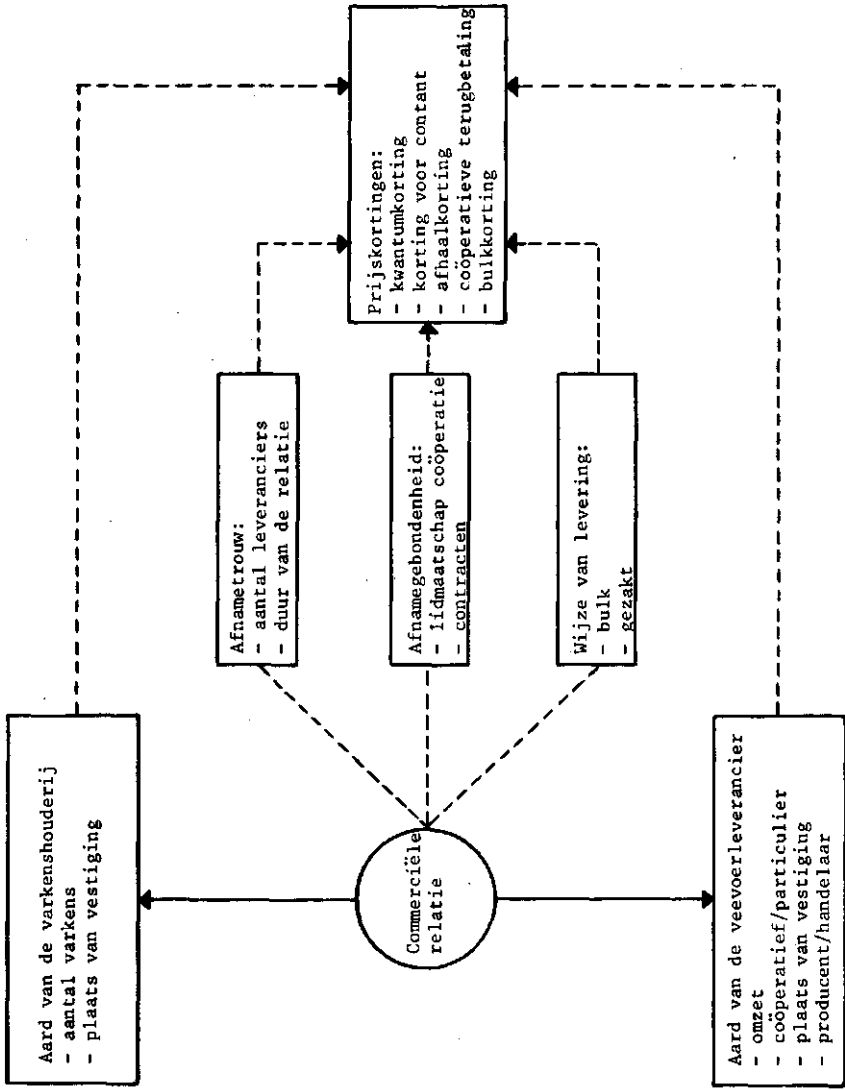 Aard van de varkenshouderij
- aantal varkens
- plaats van vestiging
Commerciële
relatie
Aard van de veevoerleverancier
- omzet
- coöperatief/particulier
- plaats van vestiging
- producent/handelaar
Afnametrouw:
- aantal leveranciers
- duur van de relatie
Afnamegebondenheid:
- lidmaatschap coöperatie
- contracten
Wijze van levering:
- bulk
- gezakt
Prijskortingen:
- kwantumkorting
- korting voor contant
- afhaalkorting
- coöperatieve terugbetaling
- bulkkorting